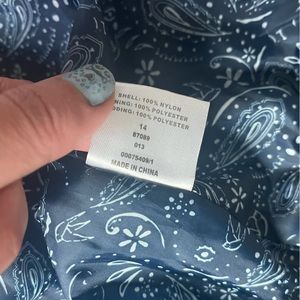 SHELL: 100% NYLON
NING: 100% POLYESTER
DDING: 100% POLYESTER
14
87089
013
00075409/1
MADE IN CHINA